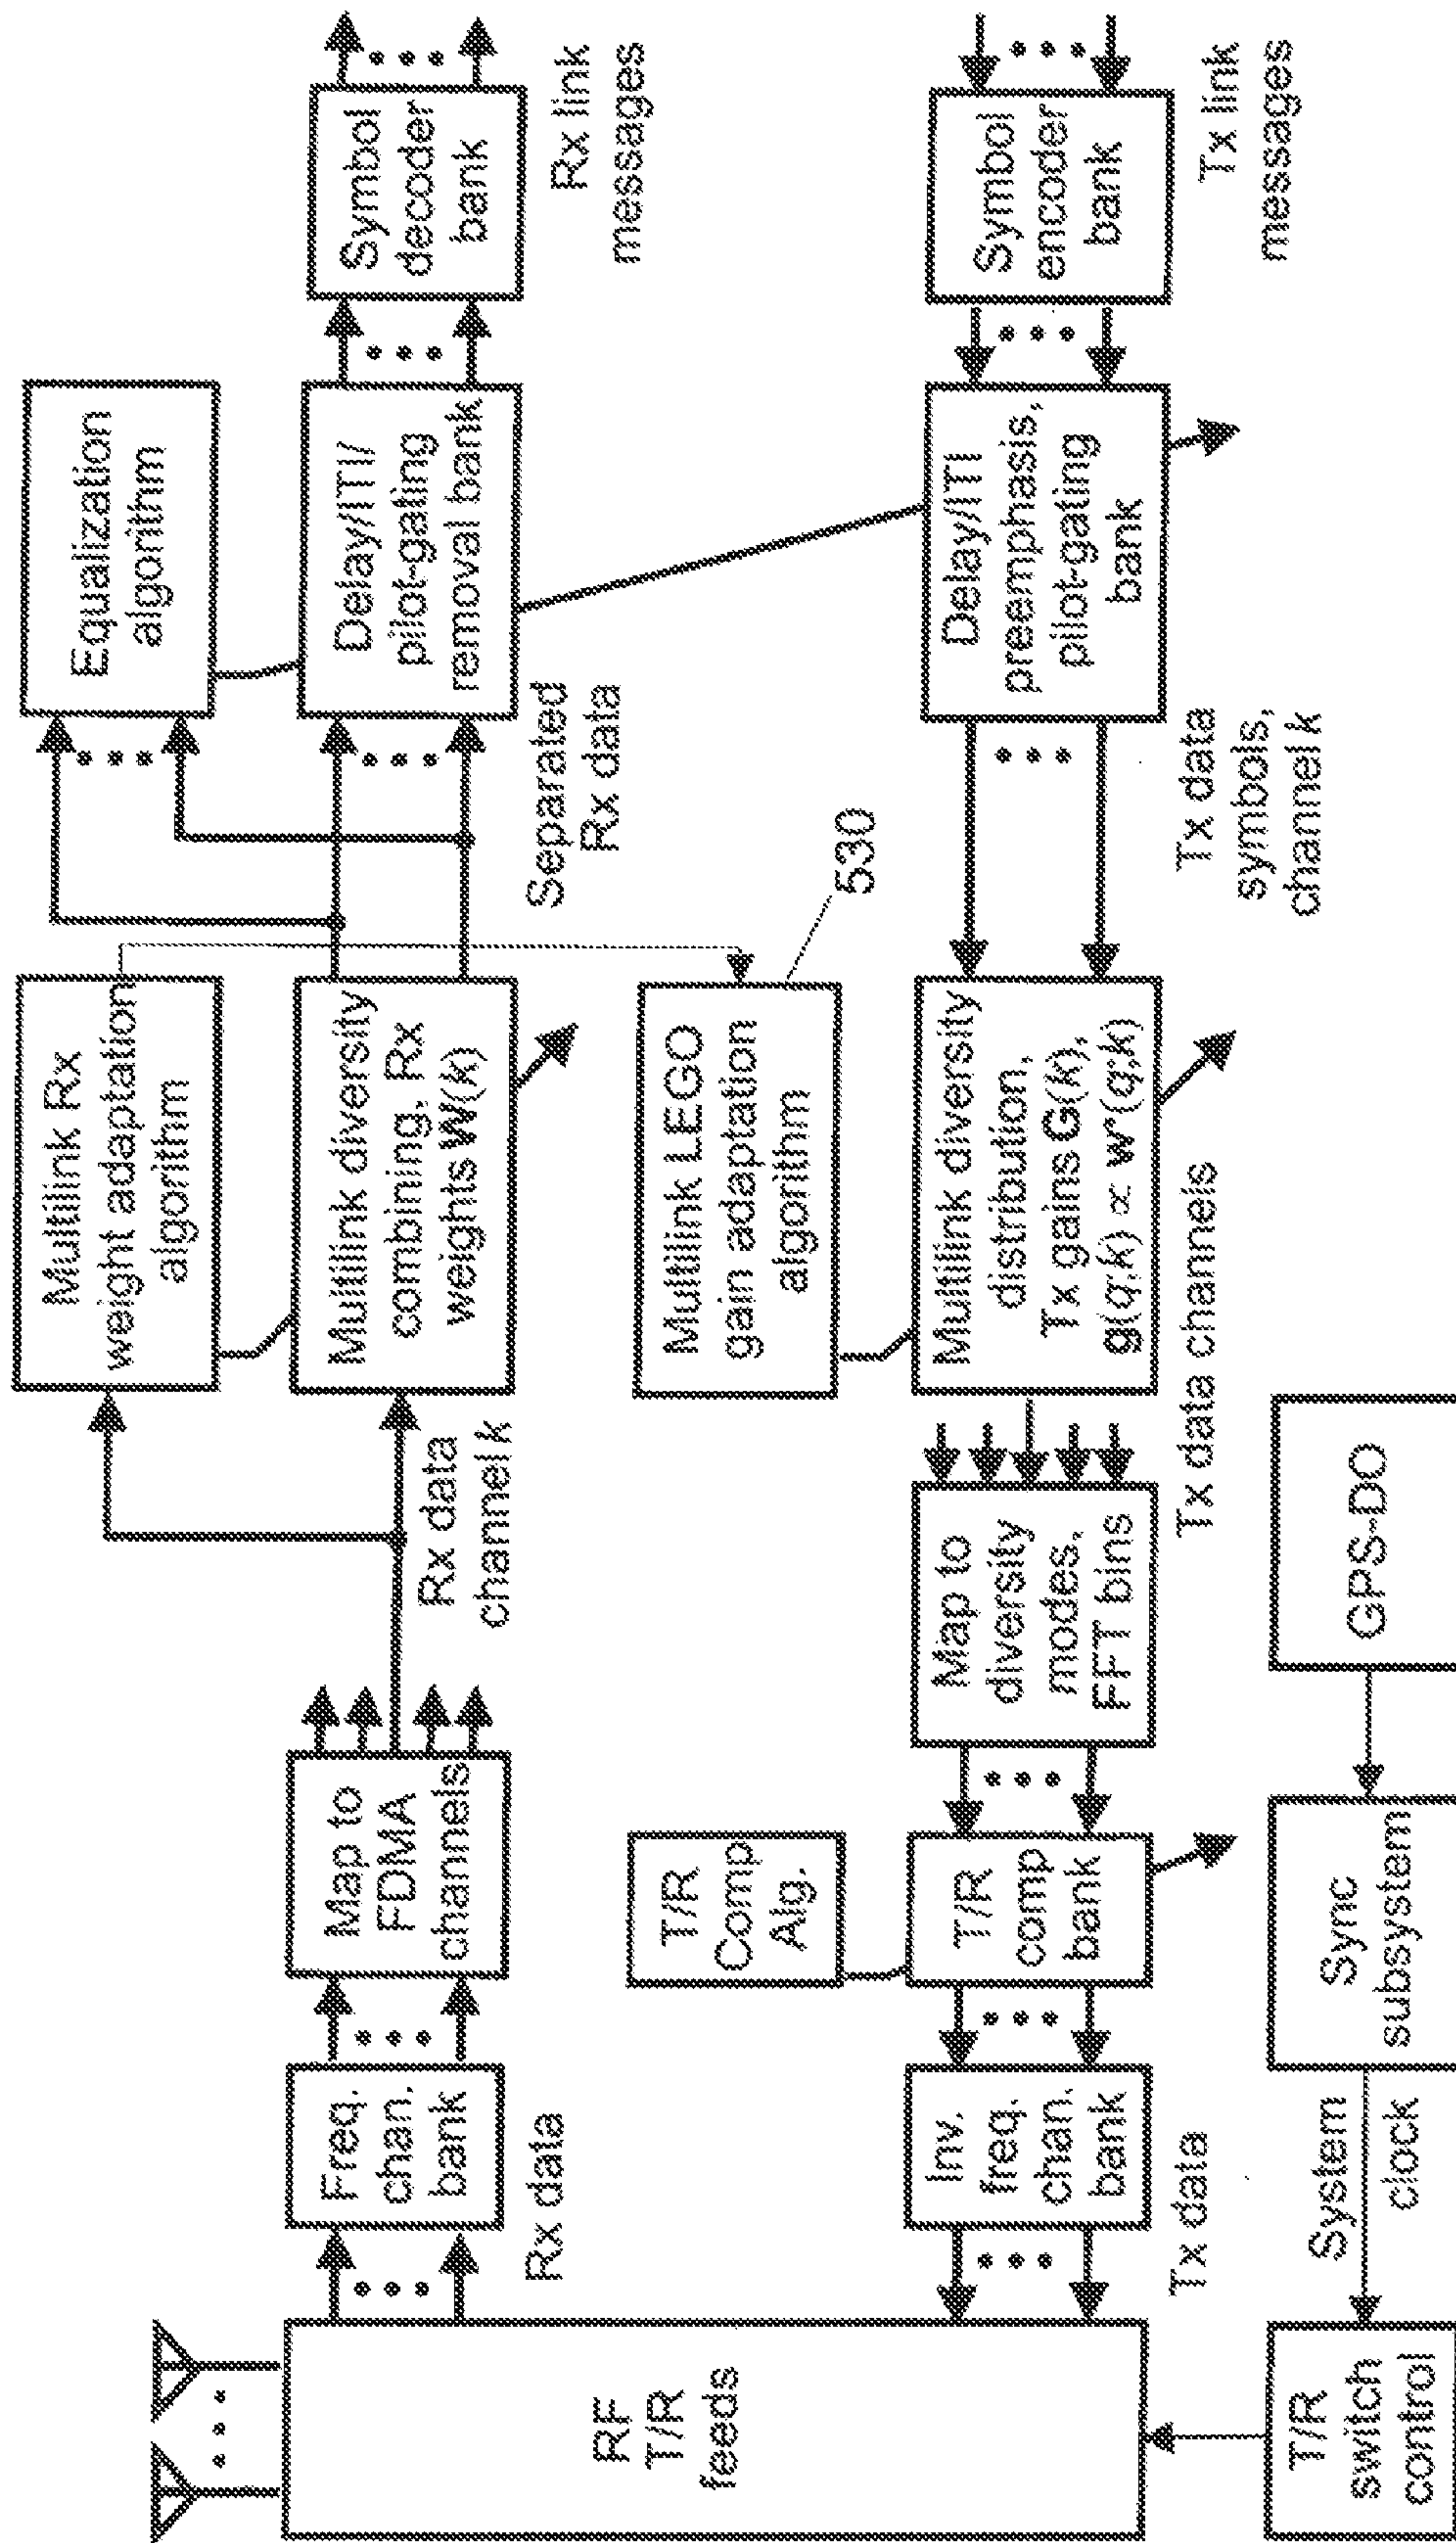 RF
T/R
feeds
Rx data
Freq.
chan.
bank
Map to
FDMA
channels
Rx data
channel k
Multilink Rx
weight adaptation
algorithm
Multilink diversity
combining, Rx
weights W(k)
Separated
Rx data
Equalization
algorithm
Delay/ITI/
pilot-gating
removal bank
Symbol
decoder
bank
Rx link
messages
Multilink LEGO
gain adaptation
algorithm
530
T/R
Comp
Alg.
Tx data
Inv.
freq.
chan.
bank
T/R
comp
bank
Map to
diversity
modes,
FFT bins
Tx data channels
Multilink diversity
distribution,
Tx gains G(k),
g(q,k) ∝ w'(q;k)
Tx data
symbols,
channel k
Delay/ITI
preemphasis,
pilot-gating
bank
Symbol
encoder
bank
Tx link
messages
T/R
switch
control
System
clock
Sync
subsystem
GPS-DO